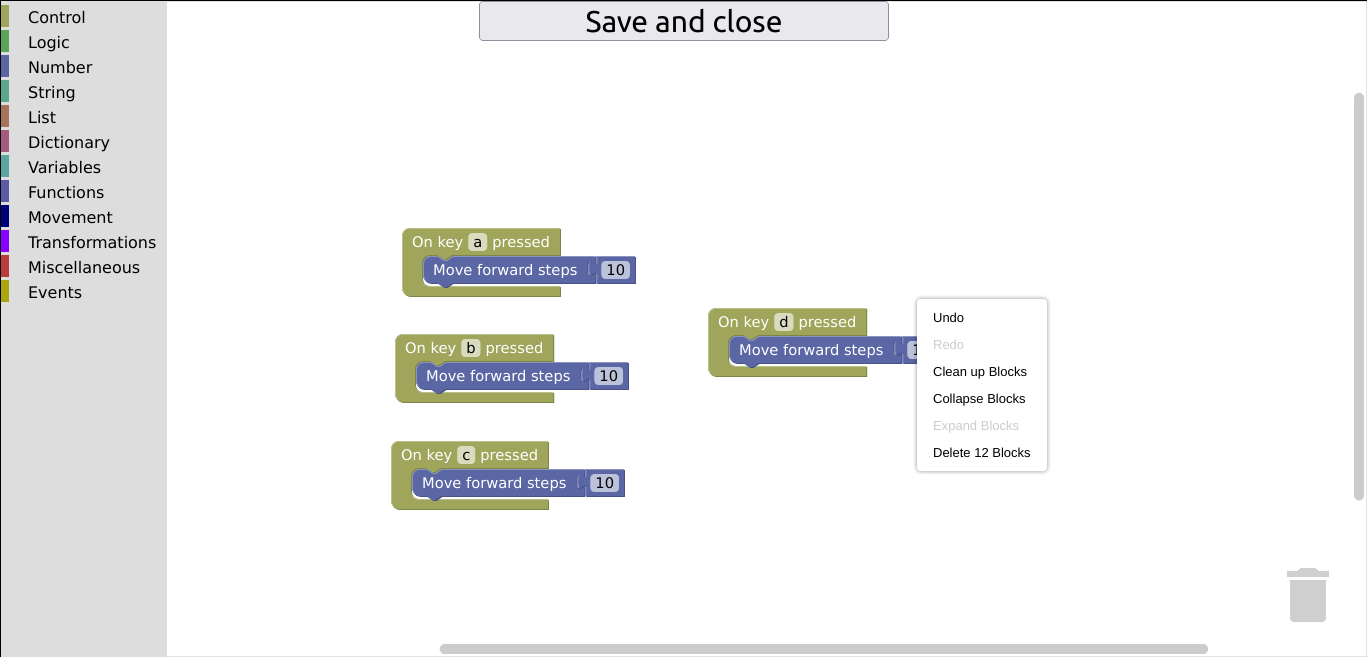 Save and close
Control
Logic
Number
String
List
Dictionary
Variables
Functions
Movement
Transformations
Miscellaneous
Events
On key a pressed
Move forward steps 10
On key b pressed
Move forward steps 10
On key c pressed
Move forward steps 10
On key d pressed
Move forward steps
Undo
Redo
Clean up Blocks
Collapse Blocks
Expand Blocks
Delete 12 Blocks